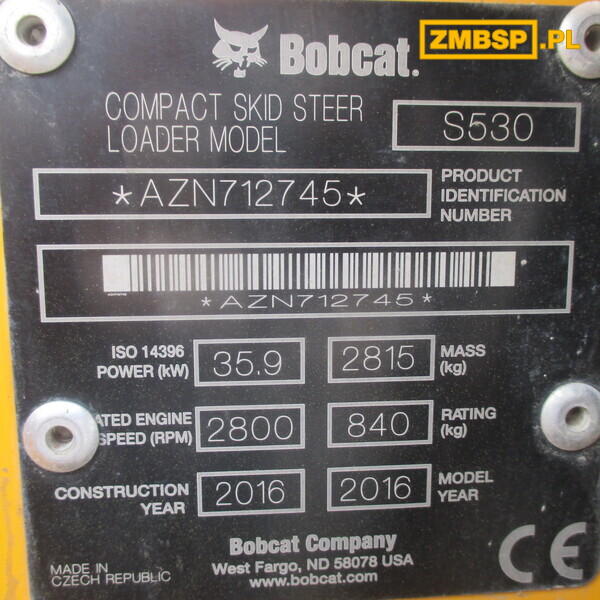 Bobcat.
ZMBSP.PL
COMPACT SKID STEER
LOADER MODEL
S530
*AZN712745*
PRODUCT
IDENTIFICATION
NUMBER
*AZN712745*
ISO 14396
POWER (kW)
35.9
2815
MASS
(kg)
ATED ENGINE
SPEED (RPM)
2800
840
RATING
(kg)
CONSTRUCTION
YEAR
2016
2016
MODEL
YEAR
Bobcat Company
West Fargo, ND 58078 USA
www.bobcat.com
MADE IN
CZECH REPUBLIC
CE